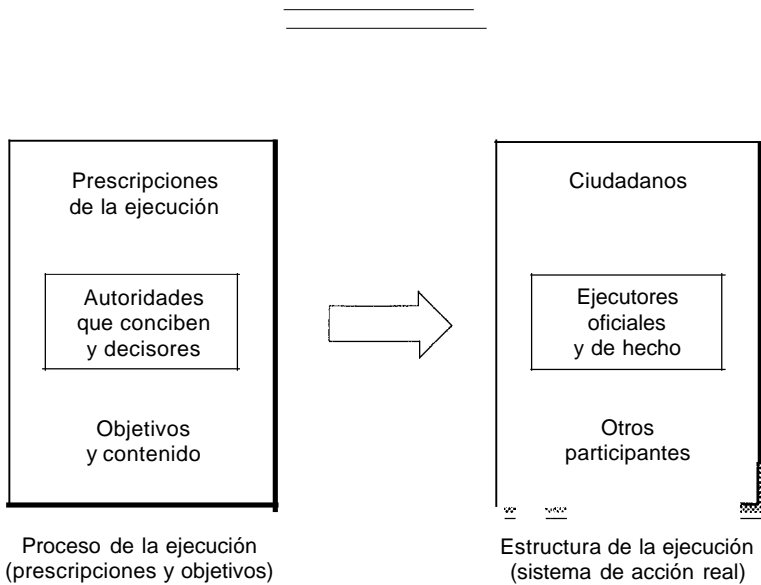 Prescripciones
de la ejecución
Autoridades
que conciben
y decisores
Objetivos
y contenido
Proceso de la ejecución
(prescripciones y objetivos)
Ciudadanos
Ejecutores
oficiales
y de hecho
Otros
participantes
Estructura de la ejecución
(sistema de acción real)